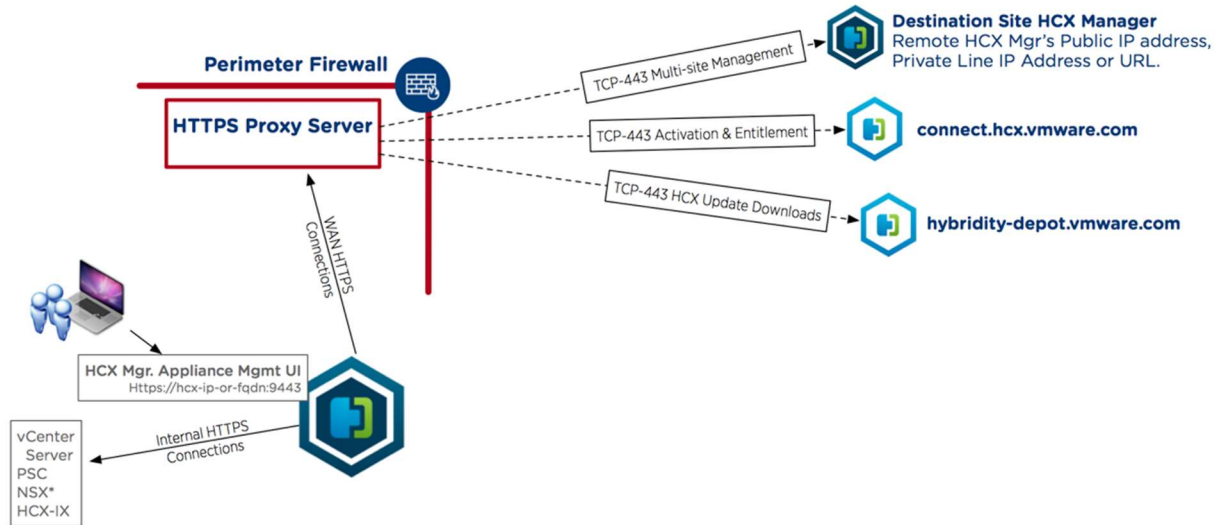 Destination Site HCX Manager
Remote HCX Mgr's Public IP address,
Private Line IP Address or URL.
TCP-443 Multi-site Management
Perimeter Firewall
HTTPS Proxy Server
TCP-443 Activation & Entitlement
connect.hcx.vmware.com
TCP-443 HCX Update Downloads
hybridity-depot.vmware.com
WAN HTTPS
Connections
HCX Mgr. Appliance Mgmt UI
Https://hcx-ip-or-fqdn:9443
Internal HTTPS
Connections
vCenter
Server
PSC
NSX*
HCX-IX